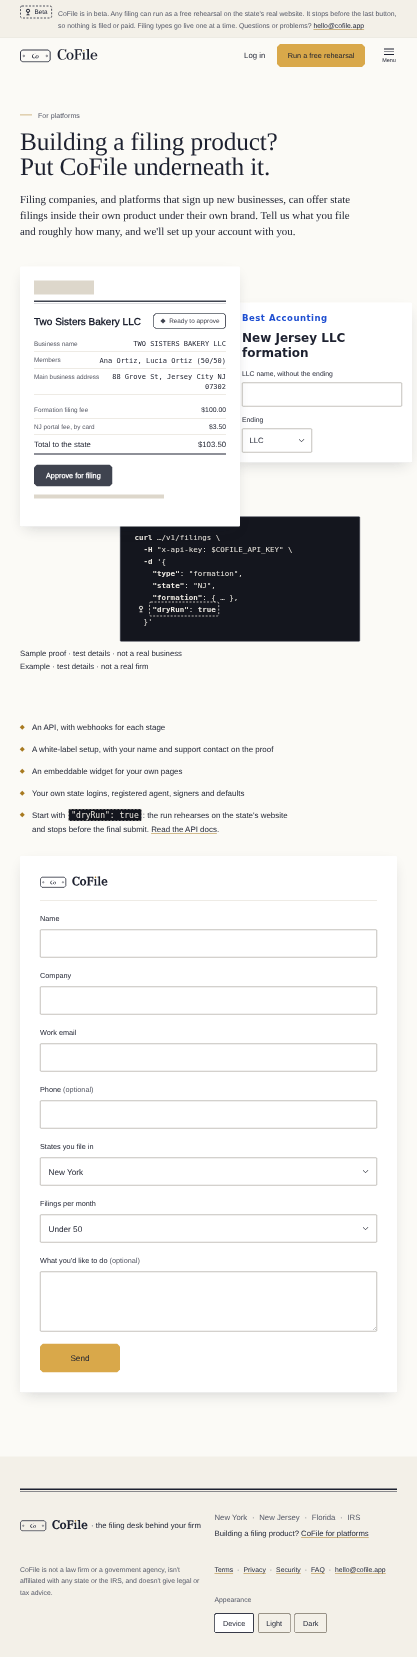 Beta
CoFile is in beta. Any filing can run as a free rehearsal on the state's real website. It stops before the last button,
so nothing is filed or paid. Filing types go live one at a time. Questions or problems? hello@cofile.app
Co CoFile
Log in
Run a free rehearsal
Menu
For platforms
Building a filing product?
Put CoFile underneath it.
Filing companies, and platforms that sign up new businesses, can offer state
filings inside their own product under their own brand. Tell us what you file
and roughly how many, and we'll set up your account with you.
Two Sisters Bakery LLC
Ready to approve
Business name TWO SISTERS BAKERY LLC
Members Ana Ortiz, Lucia Ortiz (50/50)
Main business address 88 Grove St, Jersey City NJ
07302
Formation filing fee $100.00
NJ portal fee, by card $3.50
Total to the state $103.50
Approve for filing
Best Accounting
New Jersey LLC
formation
LLC name, without the ending
Ending
LLC
curl …/v1/filings \
-H "x-api-key: $COFILE_API_KEY" \
-d '{
"type": "formation",
"state": "NJ",
"formation": { … },
"dryRun": true
}'
Sample proof · test details · not a real business
Example · test details · not a real firm
An API, with webhooks for each stage
A white-label setup, with your name and support contact on the proof
An embeddable widget for your own pages
Your own state logins, registered agent, signers and defaults
Start with "dryRun": true: the run rehearses on the state's website
and stops before the final submit. Read the API docs.
Co CoFile
Name
Company
Work email
Phone (optional)
States you file in
New York
Filings per month
Under 50
What you'd like to do (optional)
Send
Co CoFile · the filing desk behind your firm
New York · New Jersey · Florida · IRS
Building a filing product? CoFile for platforms
CoFile is not a law firm or a government agency, isn't
affiliated with any state or the IRS, and doesn't give legal or
tax advice.
Terms · Privacy · Security · FAQ · hello@cofile.app
Appearance
Device
Light
Dark